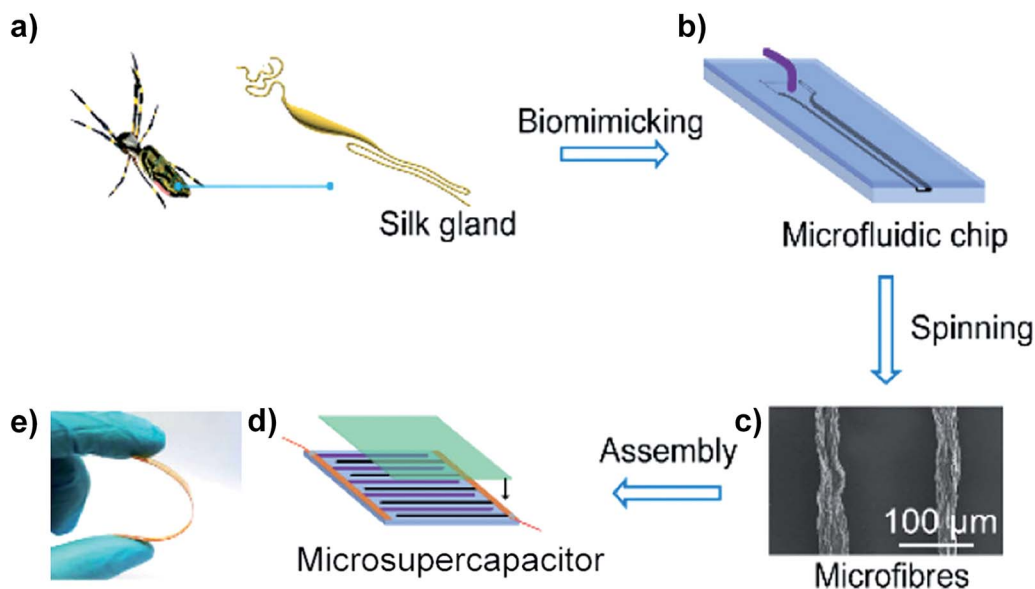 a)
b)
Biomimicking
Silk gland
Microfluidic chip
Spinning
e)
d)
c)
Assembly
100 µm
Microsupercapacitor
Microfibres